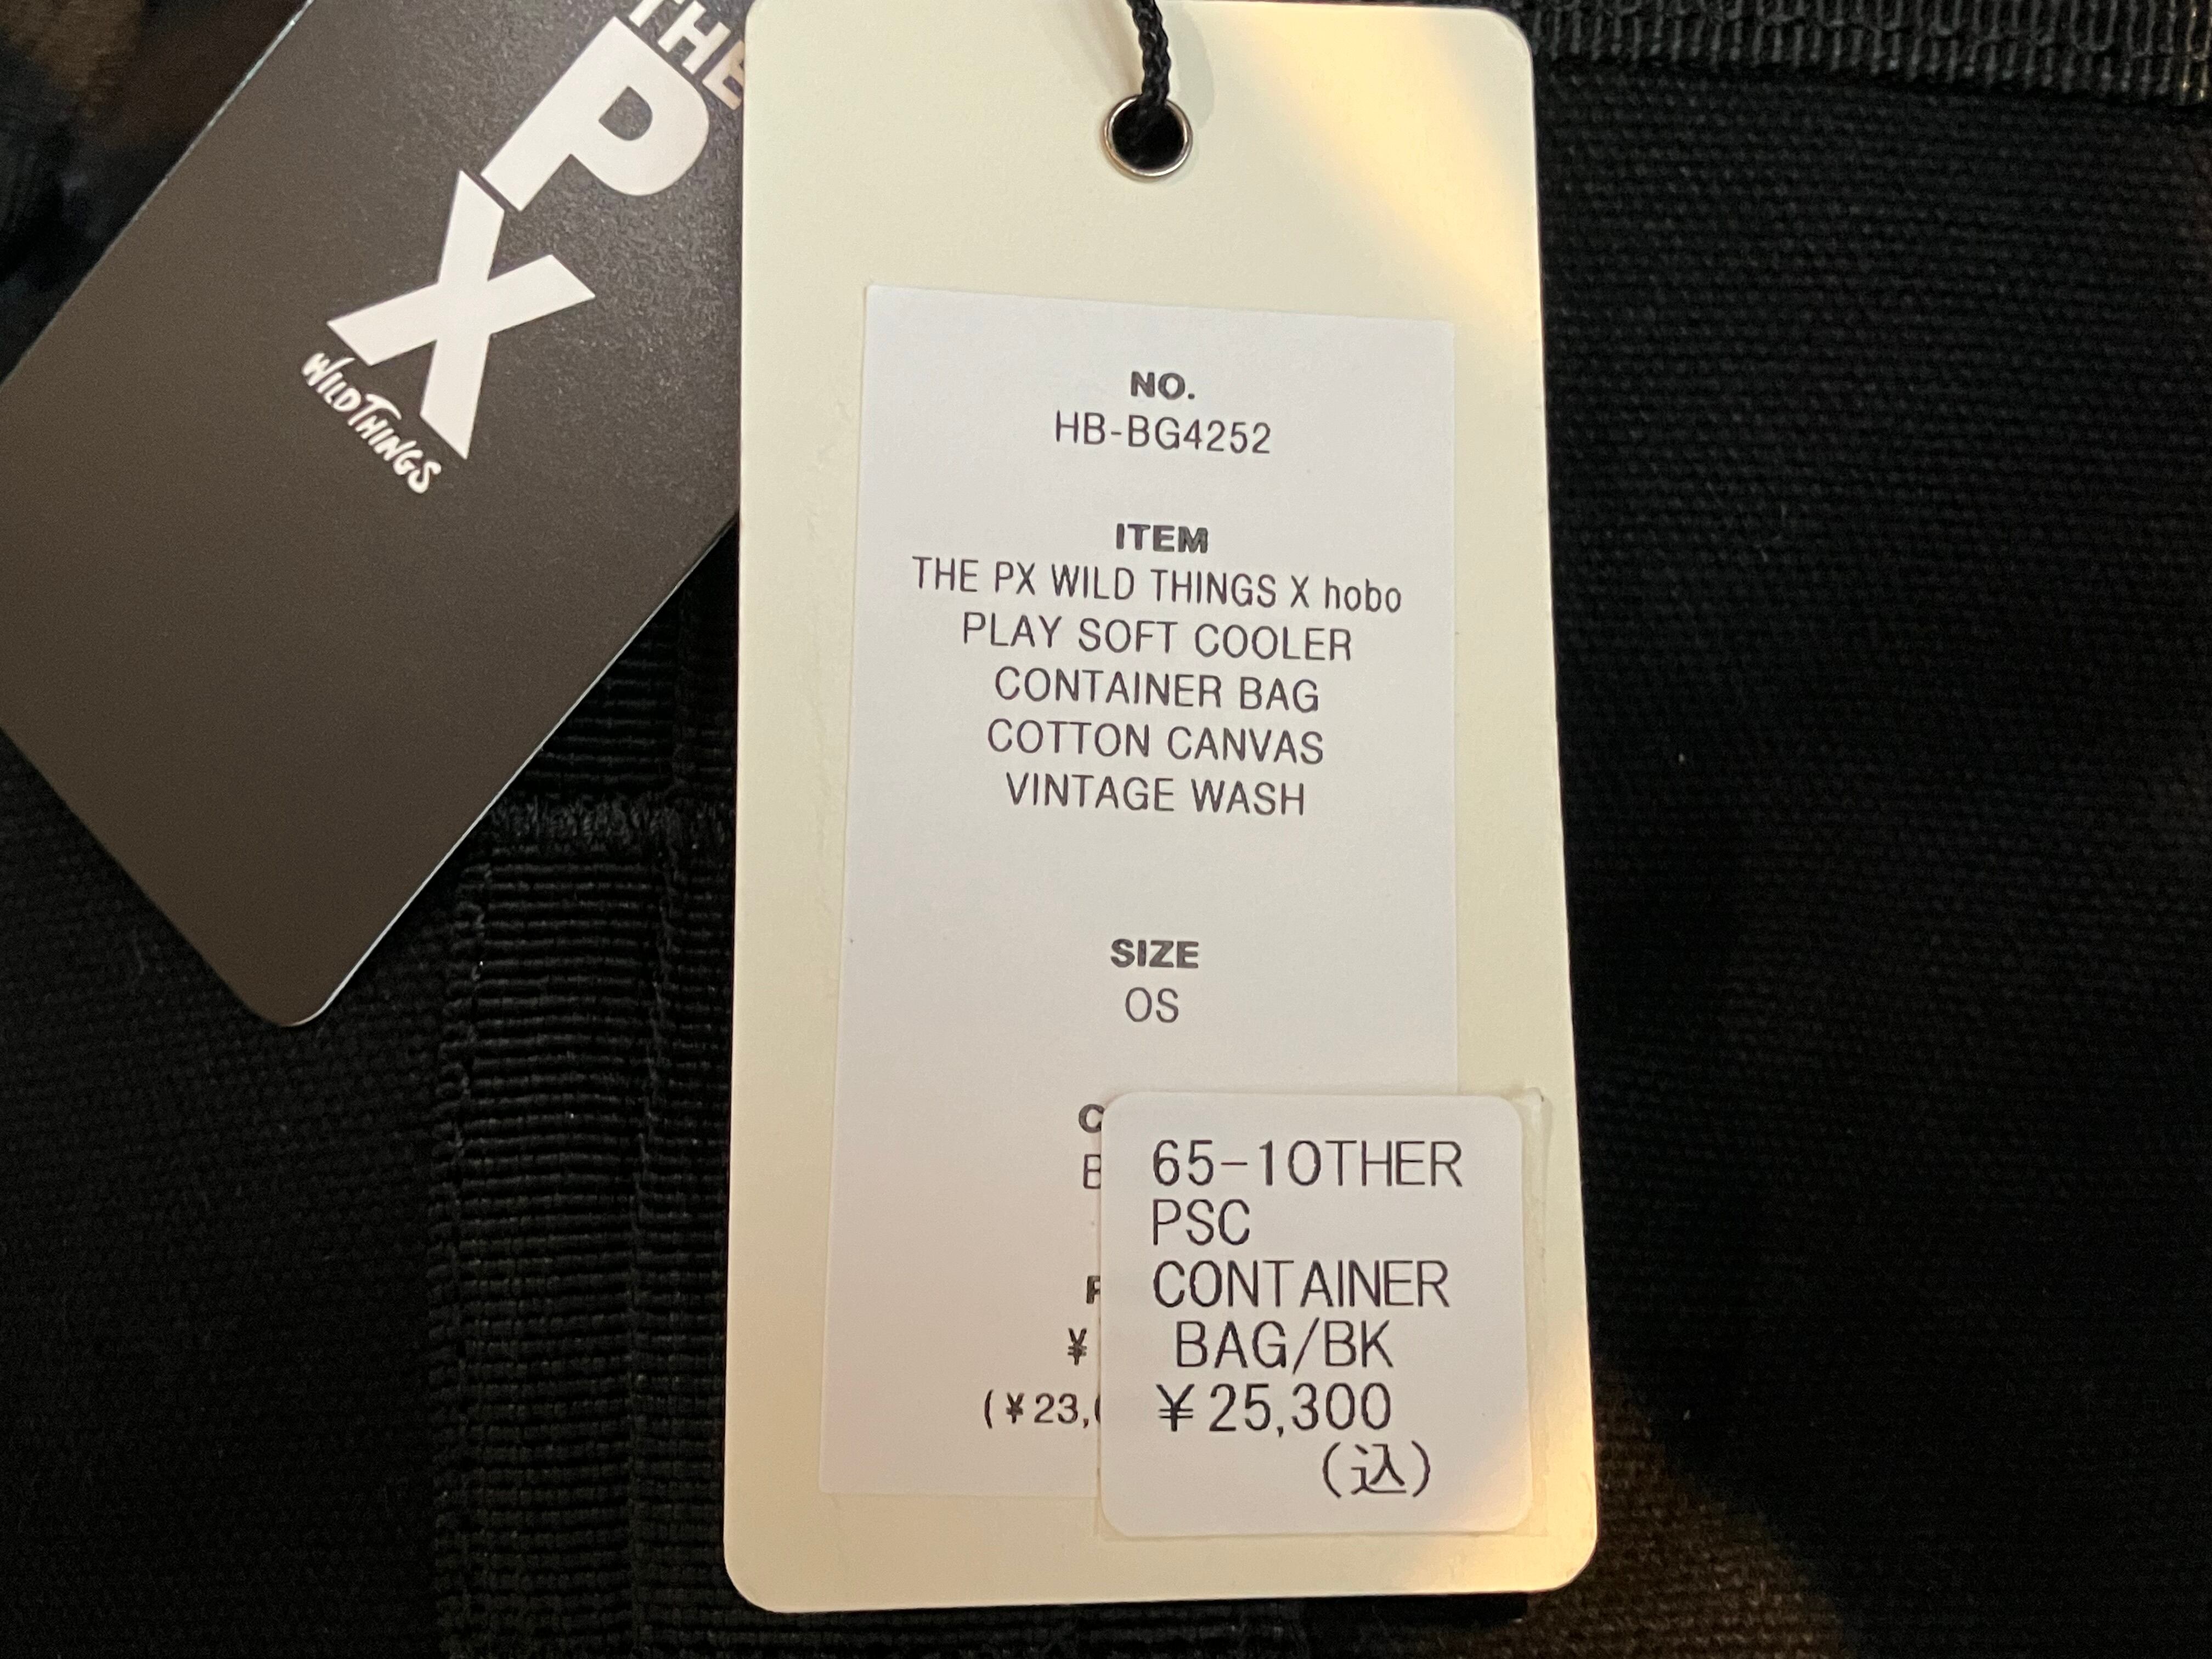 THE
PX
WILD THINGS
NO.
HB-BG4252
ITEM
THE PX WILD THINGS X hobo
PLAY SOFT COOLER
CONTAINER BAG
COTTON CANVAS
VINTAGE WASH
SIZE
OS
¥
(¥23,
65-1OTHER
PSC
CONTAINER
BAG/BK
¥25,300
(込)